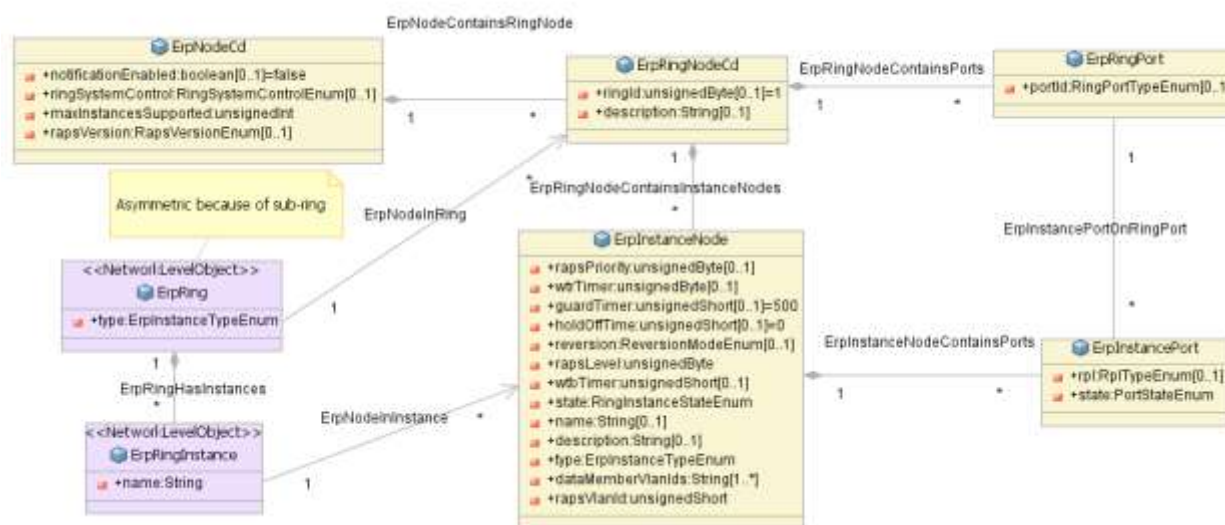 ErpNodeContainsRingNode
ErpNodeCd
+notificationEnabled:boolean[0..1]=false
+ringSystemControl:RingSystemControlEnum[0..1]
+maxInstancesSupported:unsignedInt
+rapsVersion:RapsVersionEnum[0..1]
1
*
ErpRingNodeCd
+ringId:unsignedByte[0..1]=1
+description:String[0..1]
ErpRingNodeContainsPorts
1
*
ErpRingPort
+portId:RingPortTypeEnum[0..1
Asymmetric because of sub-ring
ErpNodeInRing
1
*
1
ErpRingNodeContainsInstanceNodes
*
1
ErpInstancePortOnRingPort
*
<<NetworkLevelObject>>
ErpRing
+type:ErpInstanceTypeEnum
1
ErpRingHasInstances
*
<<NetworkLevelObject>>
ErpRingInstance
+name:String
1
ErpNodeInInstance
*
ErpInstanceNode
+rapsPriority:unsignedByte[0..1]
+wtrTimer:unsignedByte[0..1]
+guardTimer:unsignedShort[0..1]=500
+holdOffTime:unsignedShort[0..1]=0
+reversion:ReversionModeEnum[0..1]
+rapsLevel:unsignedByte
+wtbTimer:unsignedShort[0..1]
+state:RingInstanceStateEnum
+name:String[0..1]
+description:String[0..1]
+type:ErpInstanceTypeEnum
+dataMemberVlanIds:String[1..*]
+rapsVlanId:unsignedShort
ErpInstanceNodeContainsPorts
1
*
ErpInstancePort
+rpl:RplTypeEnum[0..1]
+state:PortStateEnum